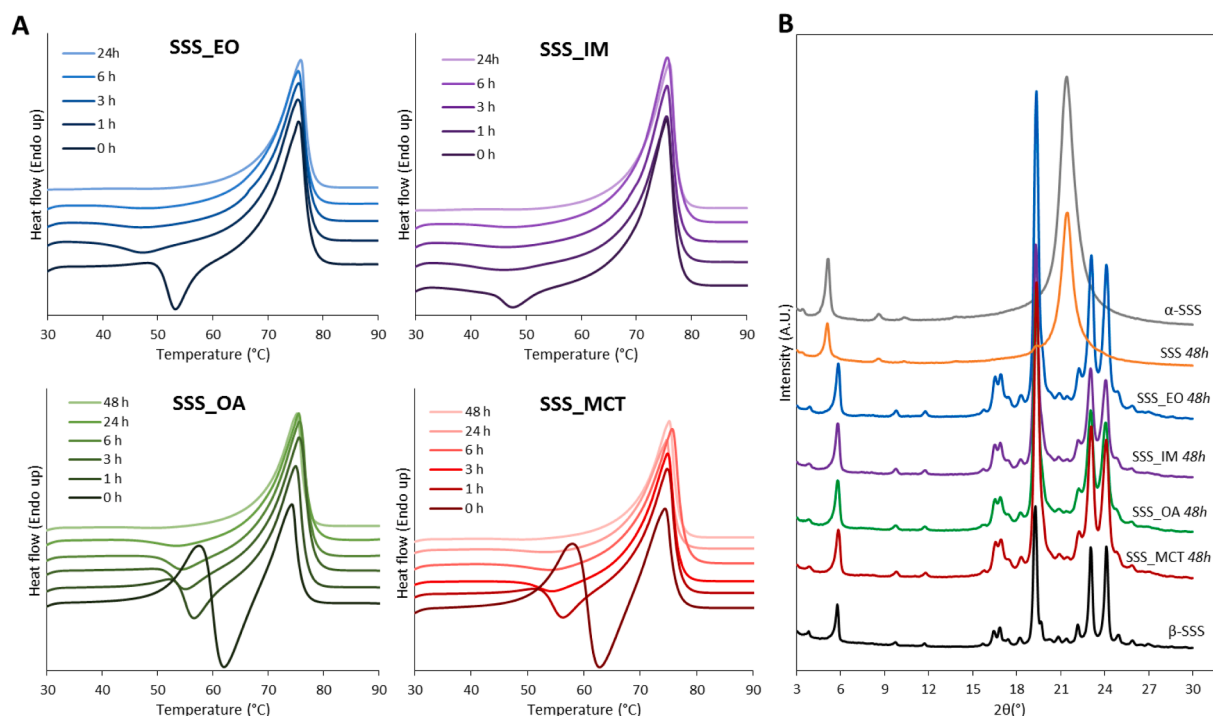 A
SSS_EO
24h
6 h
3 h
1 h
0 h
Heat flow (Endo up)
30 40 50 60 70 80 90
Temperature (°C)
SSS_IM
24h
6 h
3 h
1 h
0 h
Heat flow (Endo up)
30 40 50 60 70 80 90
Temperature (°C)
SSS_OA
48 h
24 h
6 h
3 h
1 h
0 h
Heat flow (Endo up)
30 40 50 60 70 80 90
Temperature (°C)
SSS_MCT
48 h
24 h
6 h
3 h
1 h
0 h
Heat flow (Endo up)
30 40 50 60 70 80 90
Temperature (°C)
B
Intensity (A.U.)
α-SSS
SSS 48h
SSS_EO 48h
SSS_IM 48h
SSS_OA 48h
SSS_MCT 48h
β-SSS
3 6 9 12 15 18 21 24 27 30
2θ(°)